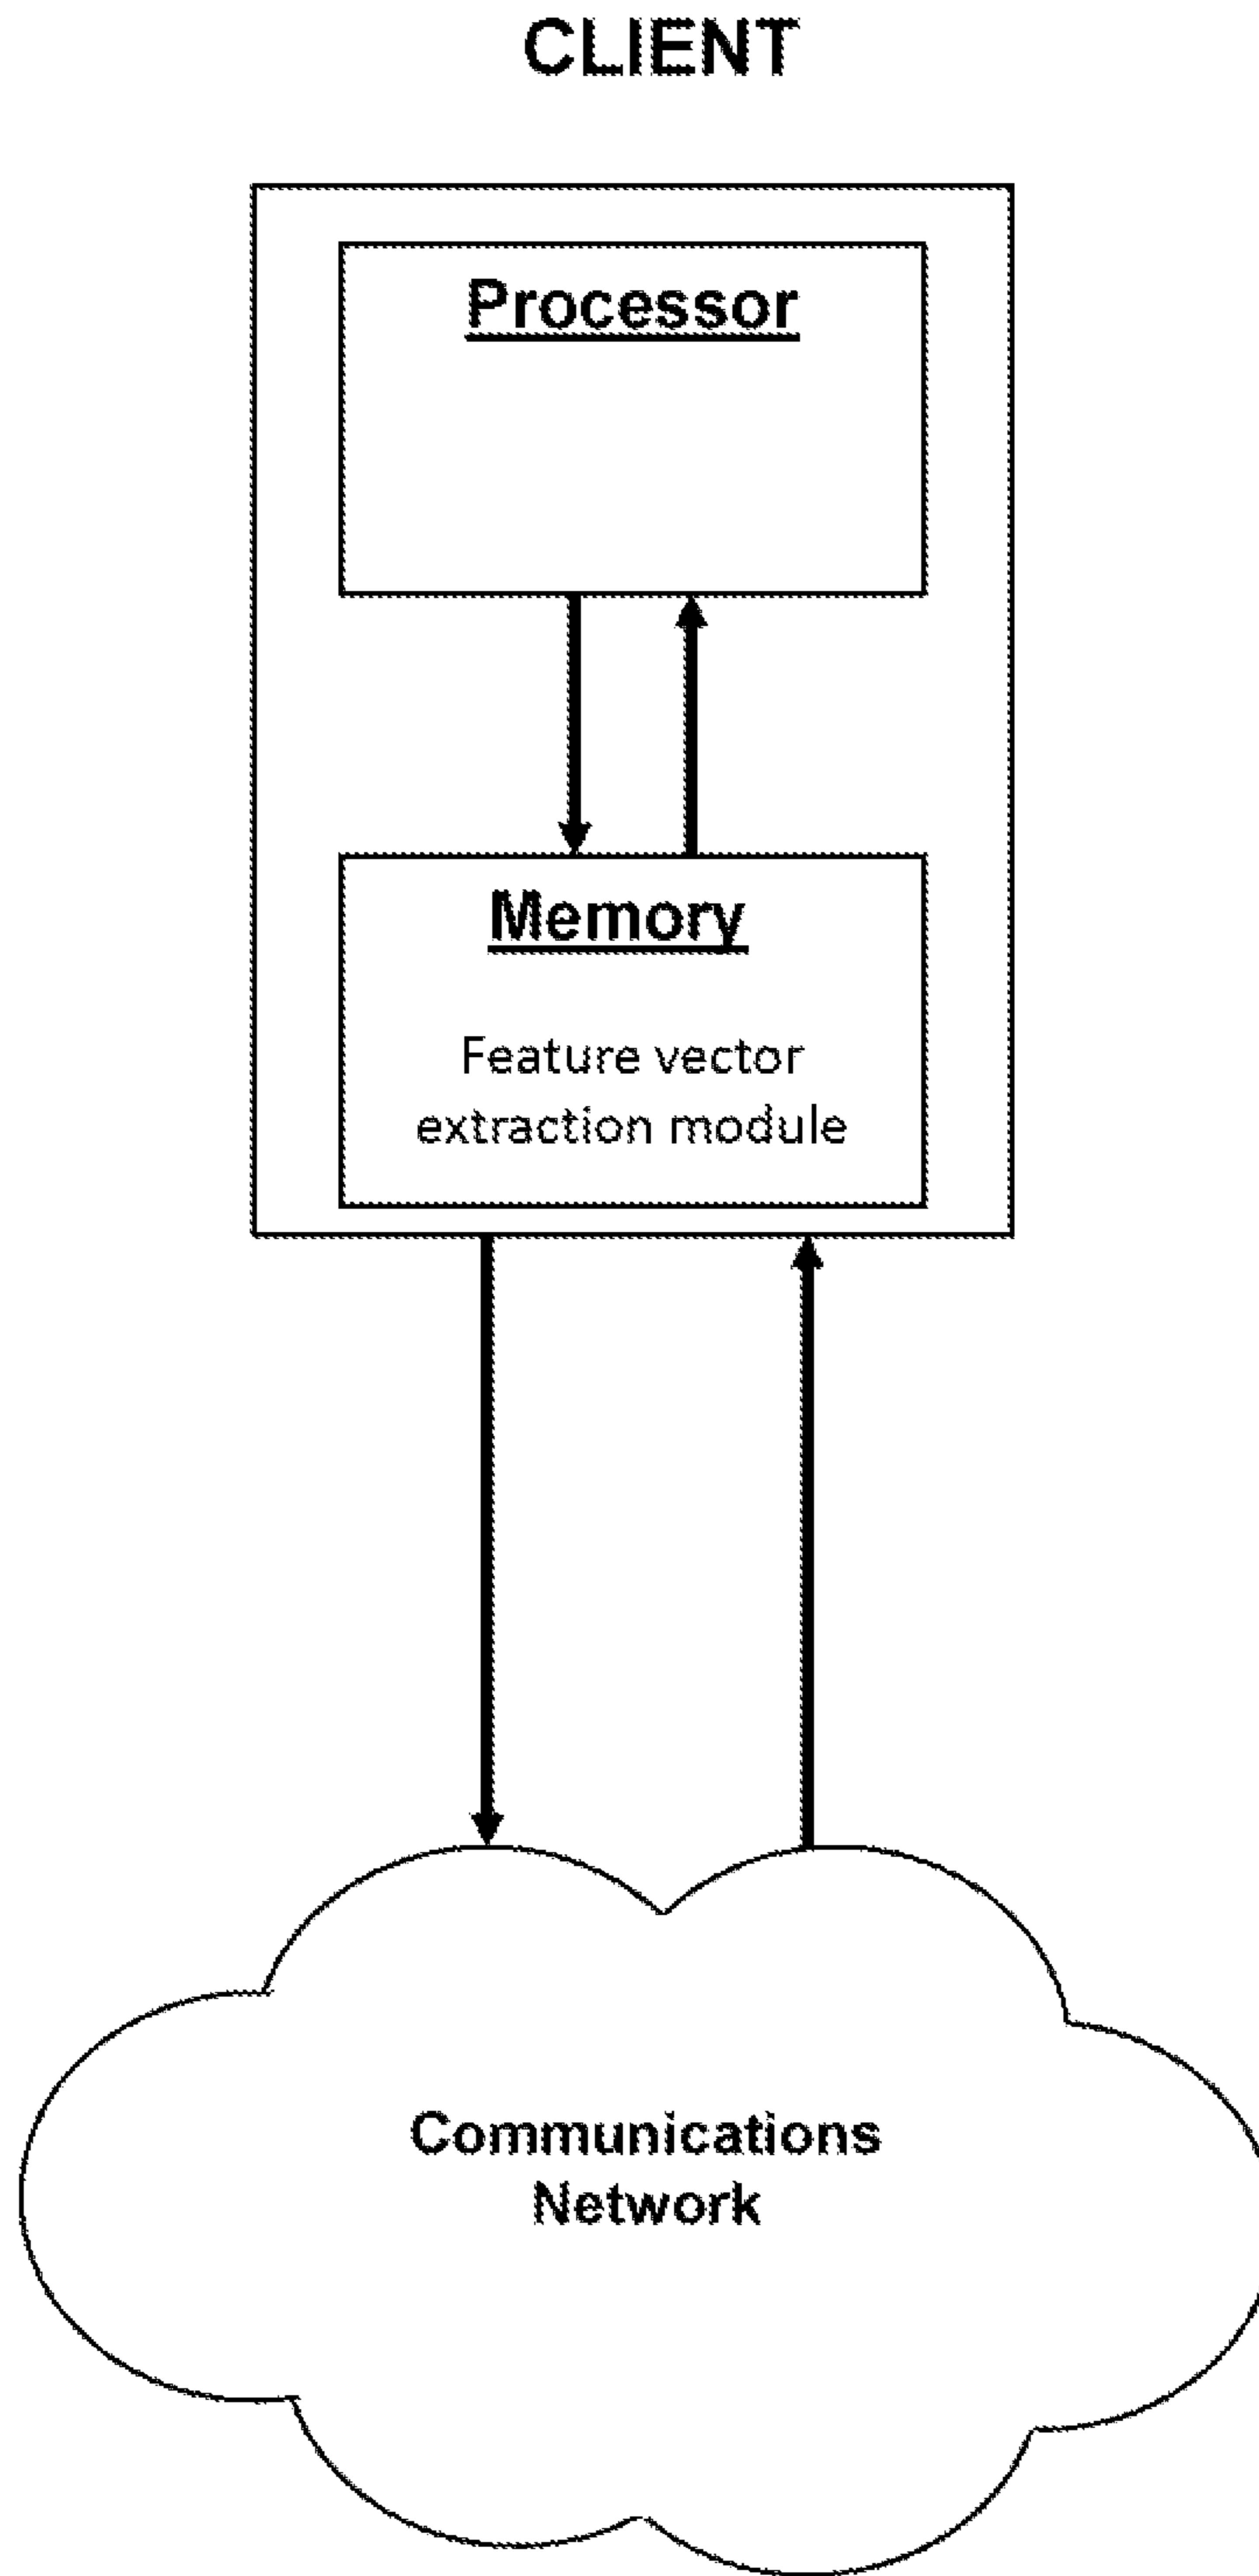 CLIENT
Processor
Memory
Feature vector
extraction module
Communications
Network